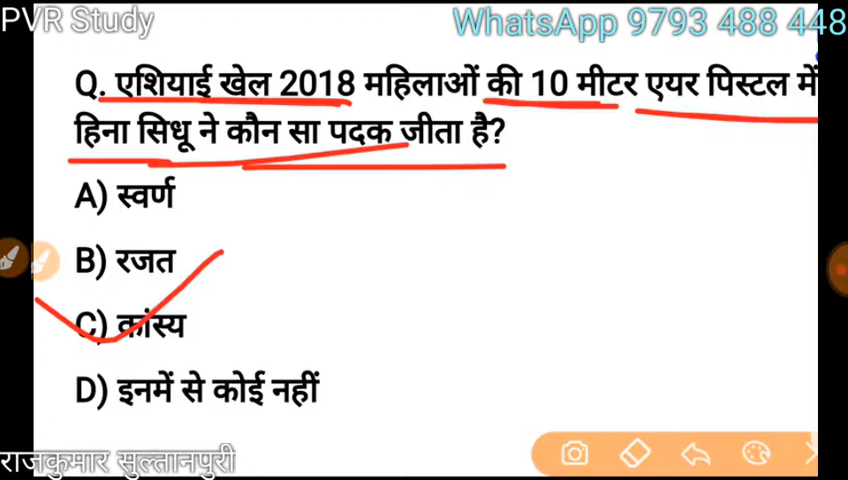 PVR Study
WhatsApp 9793 488 448
Q. एशियाई खेल 2018 महिलाओं की 10 मीटर एयर पिस्टल में
हिना सिधू ने कौन सा पदक जीता है?
A) स्वर्ण
B) रजत
C) कांस्य
D) इनमें से कोई नहीं
राजकुमार सुल्तानपुरी